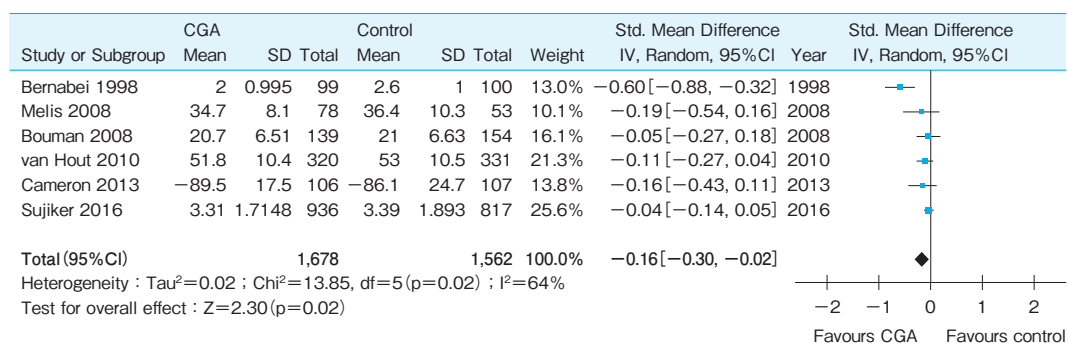 CGA Control Std. Mean Difference Std. Mean Difference
Study or Subgroup Mean SD Total Mean SD Total Weight IV, Random, 95%CI Year IV, Random, 95%CI
Bernabei 1998 2 0.995 99 2.6 1 100 13.0% −0.60[−0.88, −0.32] 1998
Melis 2008 34.7 8.1 78 36.4 10.3 53 10.1% −0.19[−0.54, 0.16] 2008
Bouman 2008 20.7 6.51 139 21 6.63 154 16.1% −0.05[−0.27, 0.18] 2008
van Hout 2010 51.8 10.4 320 53 10.5 331 21.3% −0.11[−0.27, 0.04] 2010
Cameron 2013 −89.5 17.5 106 −86.1 24.7 107 13.8% −0.16[−0.43, 0.11] 2013
Sujiker 2016 3.31 1.7148 936 3.39 1.893 817 25.6% −0.04[−0.14, 0.05] 2016
Total(95%CI) 1,678 1,562 100.0% −0.16[−0.30, −0.02]
Heterogeneity：Tau²＝0.02；Chi²＝13.85, df＝5(p＝0.02)；I²＝64%
Test for overall effect：Z＝2.30(p＝0.02)
−2 −1 0 1 2
Favours CGA Favours control